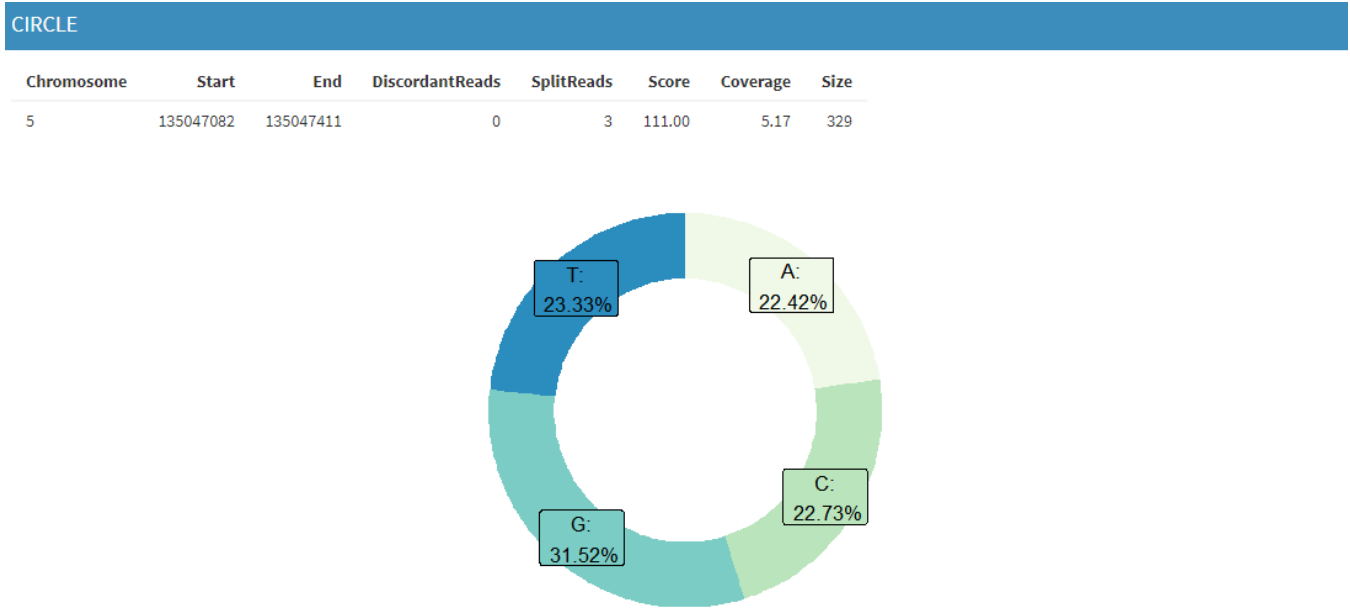 CIRCLE
Chromosome Start End DiscordantReads SplitReads Score Coverage Size
5 135047082 135047411 0 3 111.00 5.17 329
T:
23.33%
A:
22.42%
C:
22.73%
G:
31.52%